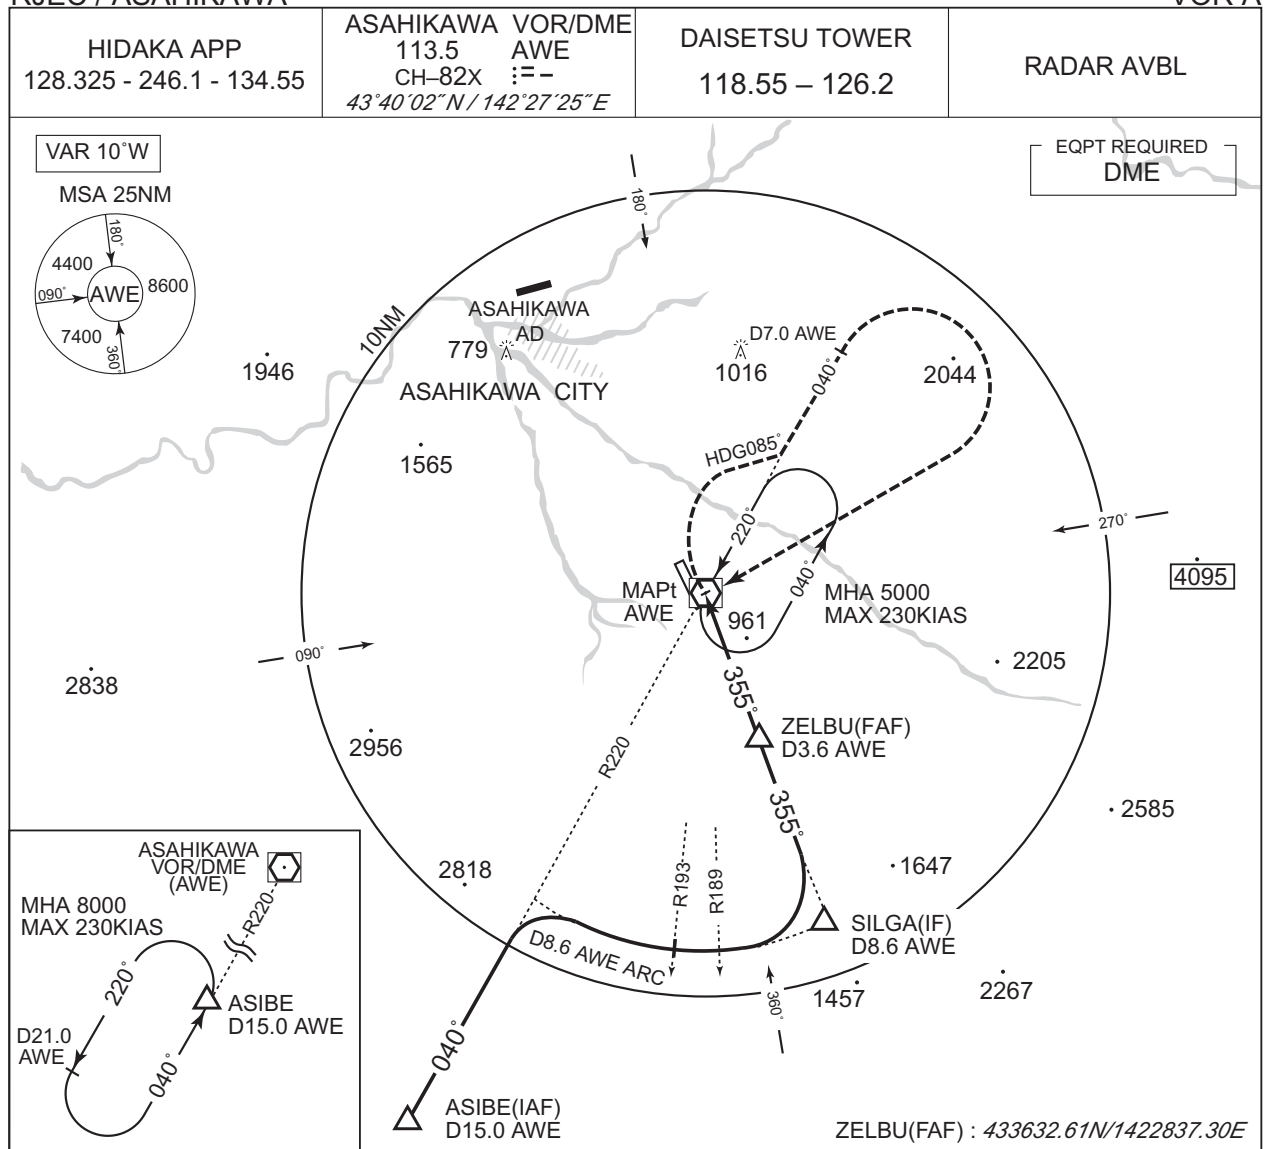 RJEC / ASAHIKAWA
VOR A
HIDAKA APP
128.325 - 246.1 - 134.55
ASAHIKAWA VOR/DME
113.5 AWE
CH–82X
43°40´02˝N / 142°27´25˝E
DAISETSU TOWER
118.55 – 126.2
RADAR AVBL
VAR 10˚W
MSA 25NM
180˚
4400
090˚
AWE
8600
7400
360˚
EQPT REQUIRED
DME
180˚
10NM
ASAHIKAWA
AD
779
ASAHIKAWA CITY
1946
1565
D7.0 AWE
1016
040˚
2044
HDG085˚
220˚
040˚
270˚
4095
MAPt
AWE
961
MHA 5000
MAX 230KIAS
2205
090˚
2838
2956
355˚
ZELBU(FAF)
D3.6 AWE
R220
355˚
2585
2818
R193
R189
1647
SILGA(IF)
D8.6 AWE
D8.6 AWE ARC
360˚
1457
2267
040˚
ASIBE(IAF)
D15.0 AWE
ASAHIKAWA
VOR/DME
(AWE)
MHA 8000
MAX 230KIAS
R220
220˚
ASIBE
D15.0 AWE
D21.0
AWE
040˚
ZELBU(FAF) : 433632.61N/1422837.30E